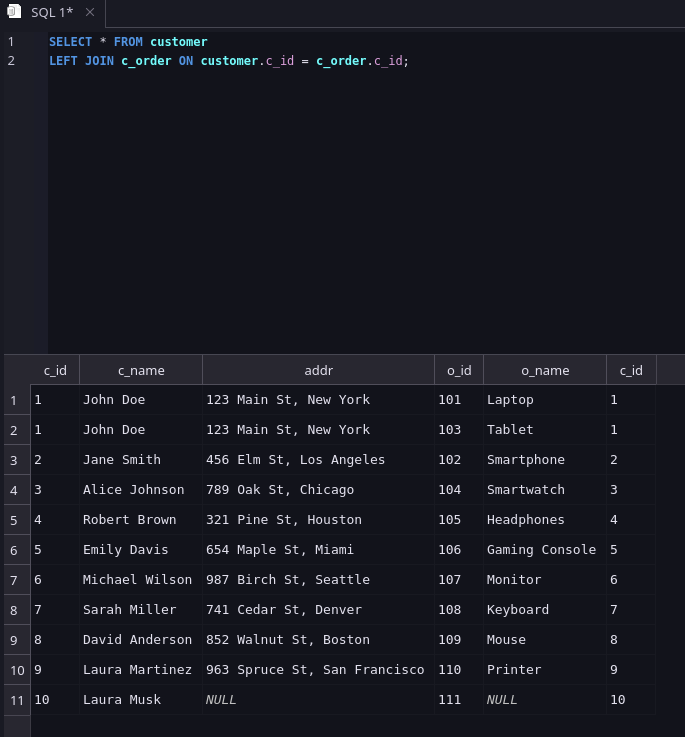 SQL 1*
1 SELECT * FROM customer
2 LEFT JOIN c_order ON customer.c_id = c_order.c_id;
c_id c_name addr o_id o_name c_id
1 1 John Doe 123 Main St, New York 101 Laptop 1
2 1 John Doe 123 Main St, New York 103 Tablet 1
3 2 Jane Smith 456 Elm St, Los Angeles 102 Smartphone 2
4 3 Alice Johnson 789 Oak St, Chicago 104 Smartwatch 3
5 4 Robert Brown 321 Pine St, Houston 105 Headphones 4
6 5 Emily Davis 654 Maple St, Miami 106 Gaming Console 5
7 6 Michael Wilson 987 Birch St, Seattle 107 Monitor 6
8 7 Sarah Miller 741 Cedar St, Denver 108 Keyboard 7
9 8 David Anderson 852 Walnut St, Boston 109 Mouse 8
10 9 Laura Martinez 963 Spruce St, San Francisco 110 Printer 9
11 10 Laura Musk NULL 111 NULL 10